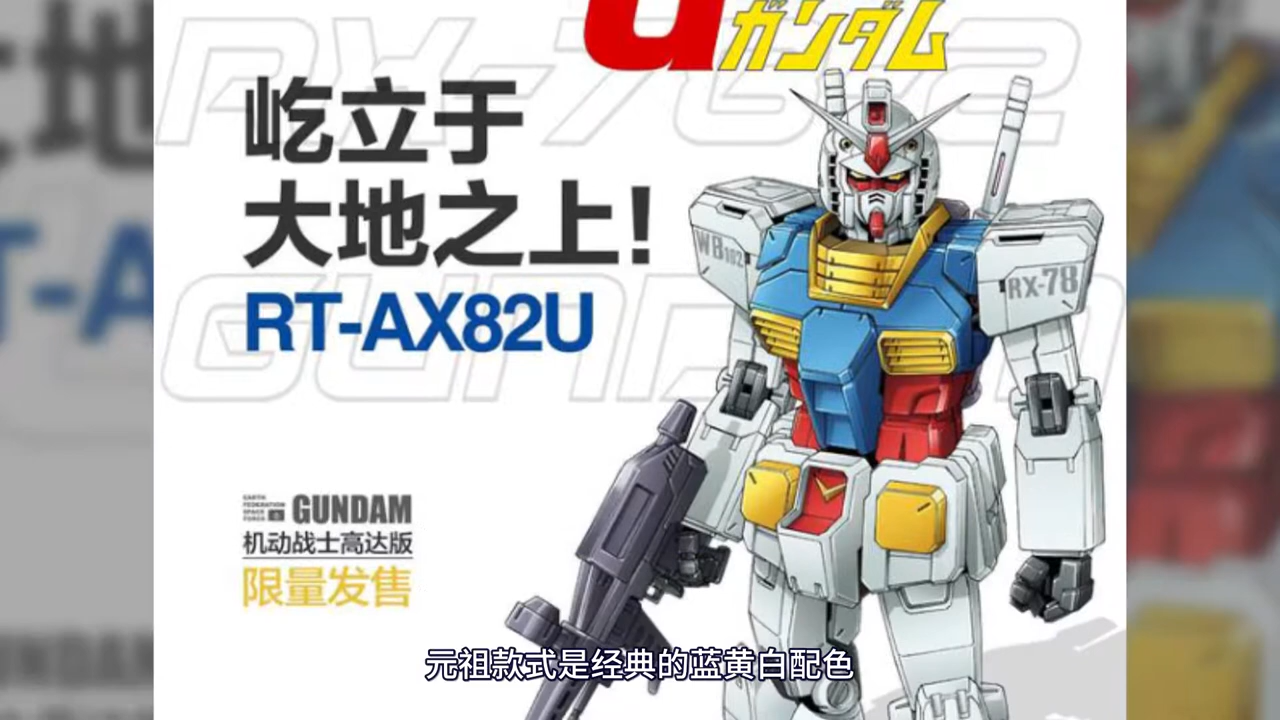 ガンダム
RX-78-2
屹立于
大地之上!
RT-AX82U
GUNDAM
WB102
RX-78
EARTH
FEDERATION
SPACE
FORCE
GUNDAM
机动战士高达版
限量发售
元祖款式是经典的蓝黄白配色